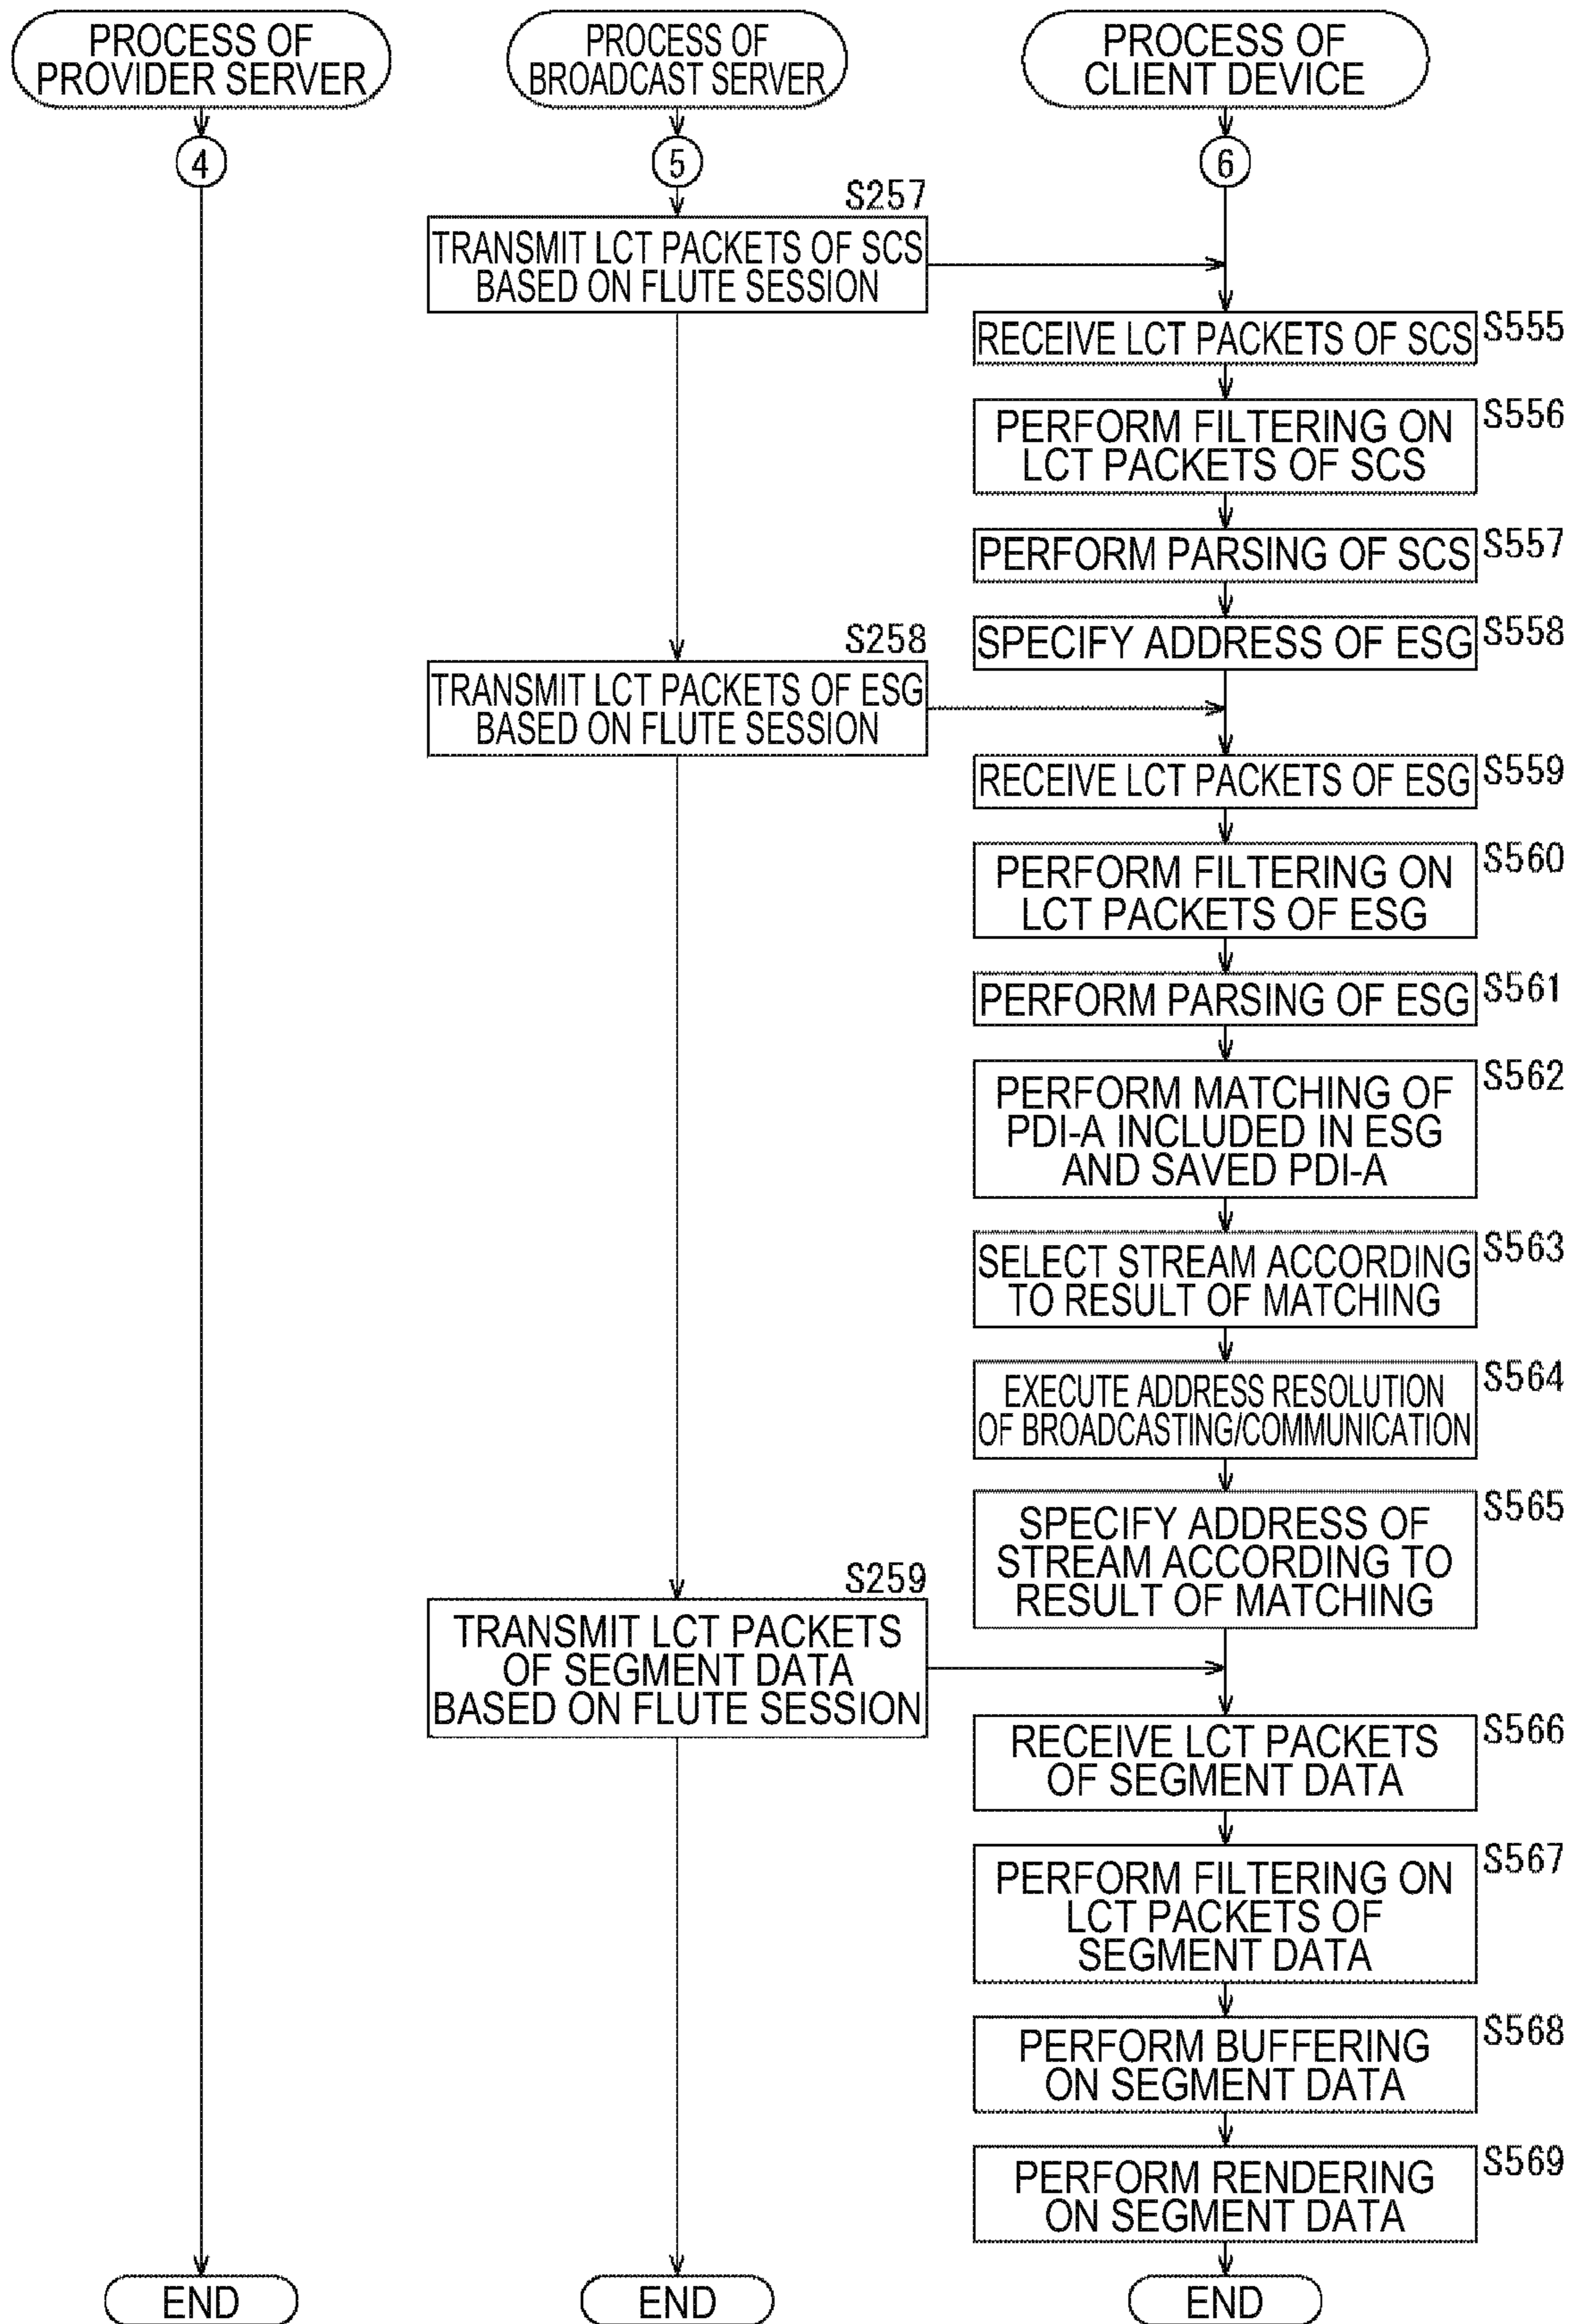 PROCESS OF
PROVIDER SERVER
PROCESS OF
BROADCAST SERVER
PROCESS OF
CLIENT DEVICE
4
5
6
S257
TRANSMIT LCT PACKETS OF SCS
BASED ON FLUTE SESSION
RECEIVE LCT PACKETS OF SCS
S555
PERFORM FILTERING ON
LCT PACKETS OF SCS
S556
PERFORM PARSING OF SCS
S557
SPECIFY ADDRESS OF ESG
S558
S258
TRANSMIT LCT PACKETS OF ESG
BASED ON FLUTE SESSION
RECEIVE LCT PACKETS OF ESG
S559
PERFORM FILTERING ON
LCT PACKETS OF ESG
S560
PERFORM PARSING OF ESG
S561
PERFORM MATCHING OF
PDI-A INCLUDED IN ESG
AND SAVED PDI-A
S562
SELECT STREAM ACCORDING
TO RESULT OF MATCHING
S563
EXECUTE ADDRESS RESOLUTION
OF BROADCASTING/COMMUNICATION
S564
SPECIFY ADDRESS OF
STREAM ACCORDING TO
RESULT OF MATCHING
S565
S259
TRANSMIT LCT PACKETS
OF SEGMENT DATA
BASED ON FLUTE SESSION
RECEIVE LCT PACKETS
OF SEGMENT DATA
S566
PERFORM FILTERING ON
LCT PACKETS OF
SEGMENT DATA
S567
PERFORM BUFFERING
ON SEGMENT DATA
S568
PERFORM RENDERING
ON SEGMENT DATA
S569
END
END
END